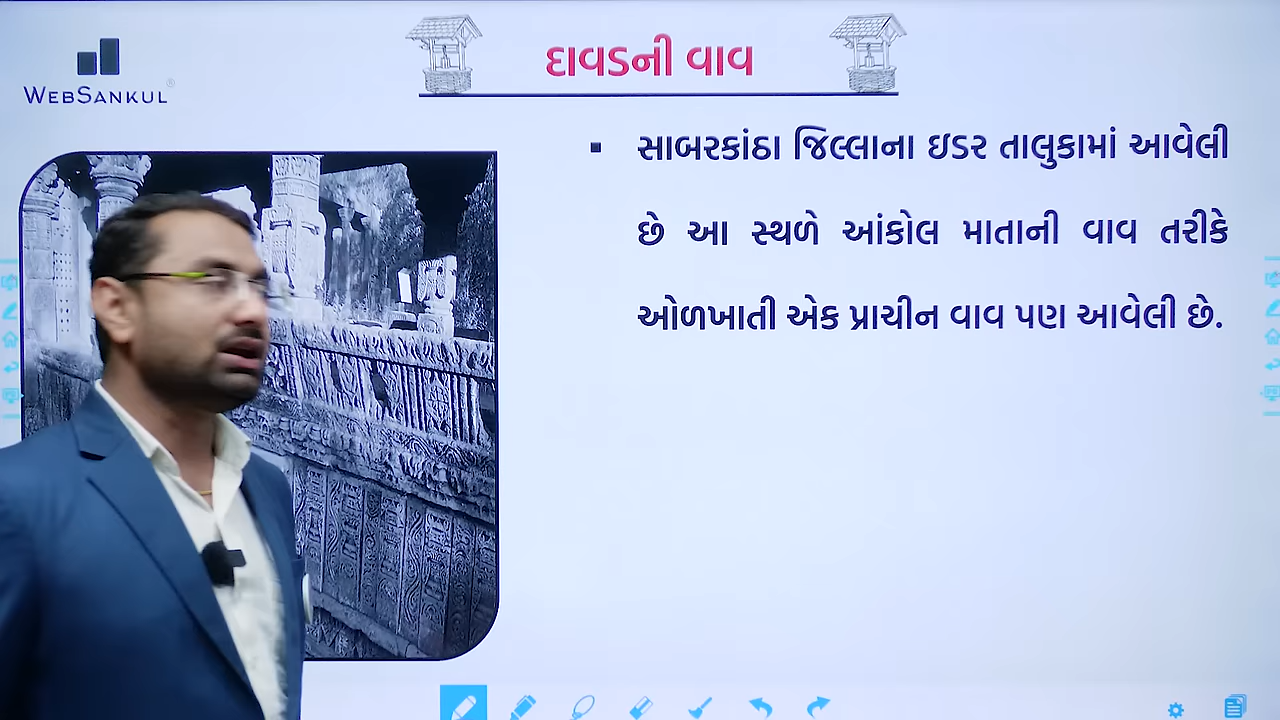 WEBSANKUL
દાવડની વાવ
▪ સાબરકાંઠા જિલ્લાના ઇડર તાલુકામાં આવેલી
છે આ સ્થળે આંકોલ માતાની વાવ તરીકે
ઓળખાતી એક પ્રાચીન વાવ પણ આવેલી છે.